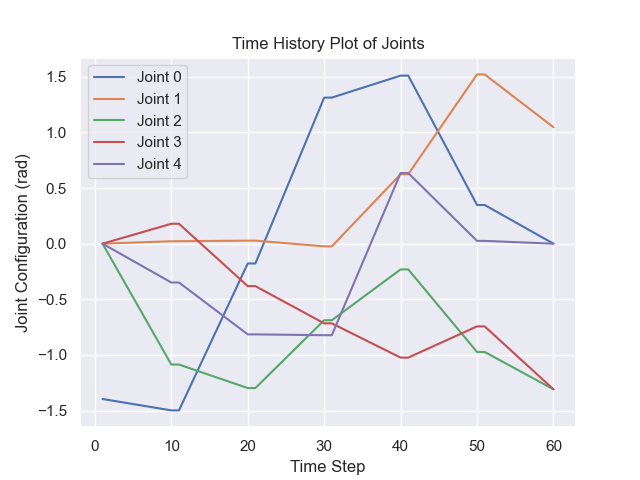 Time History Plot of Joints
Joint 0
Joint 1
Joint 2
Joint 3
Joint 4
1.5
1.0
0.5
0.0
−0.5
−1.0
−1.5
Joint Configuration (rad)
0 10 20 30 40 50 60
Time Step